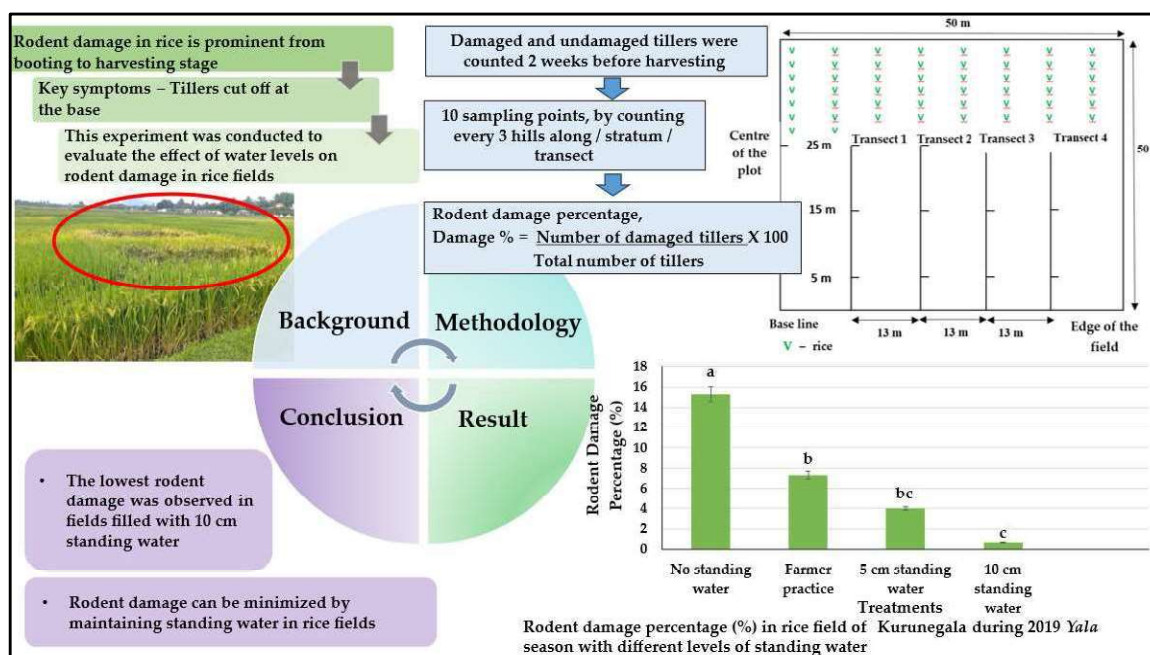 Rodent damage in rice is prominent from
booting to harvesting stage
Key symptoms – Tillers cut off at
the base
This experiment was conducted to
evaluate the effect of water levels on
rodent damage in rice fields
Damaged and undamaged tillers were
counted 2 weeks before harvesting
10 sampling points, by counting
every 3 hills along / stratum /
transect
Rodent damage percentage,
Damage % = Number of damaged tillers X 100
Total number of tillers
50 m
V V V V V V V V
V V V V V V V V
V V V V V V V V
V V V V V V V V
V V V V V V V V
V V V V V V V V
V V
Centre
of the
plot
25 m
Transect 1
Transect 2
Transect 3
Transect 4
50
15 m
5 m
Base line
13 m
13 m
13 m
Edge of the
field
V – rice
Background
Methodology
Conclusion
Result
• The lowest rodent
damage was observed in
fields filled with 10 cm
standing water
• Rodent damage can be minimized by
maintaining standing water in rice fields
Rodent Damage
Percentage (%)
18
16
14
12
10
8
6
4
2
0
a
b
bc
c
No standing
water
Farmer
practice
5 cm standing
water
10 cm
standing
water
Treatments
Rodent damage percentage (%) in rice field of Kurunegala during 2019 Yala
season with different levels of standing water